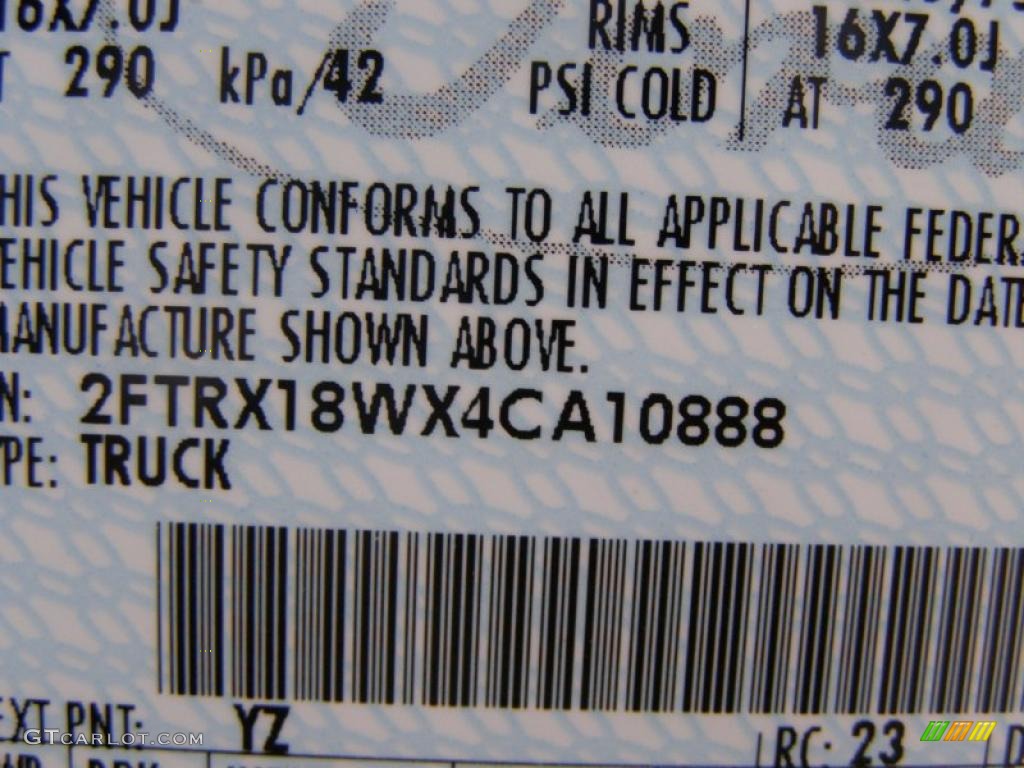 16X7.0J RIMS 16X7.0J
T 290 kPa/42 PSI COLD AT 290
HIS VEHICLE CONFORMS TO ALL APPLICABLE FEDER
EHICLE SAFETY STANDARDS IN EFFECT ON THE DATE
MANUFACTURE SHOWN ABOVE.
N: 2FTRX18WX4CA10888
PE: TRUCK
EXT PNT: YZ RC: 23 D
GTCARLOT.COM